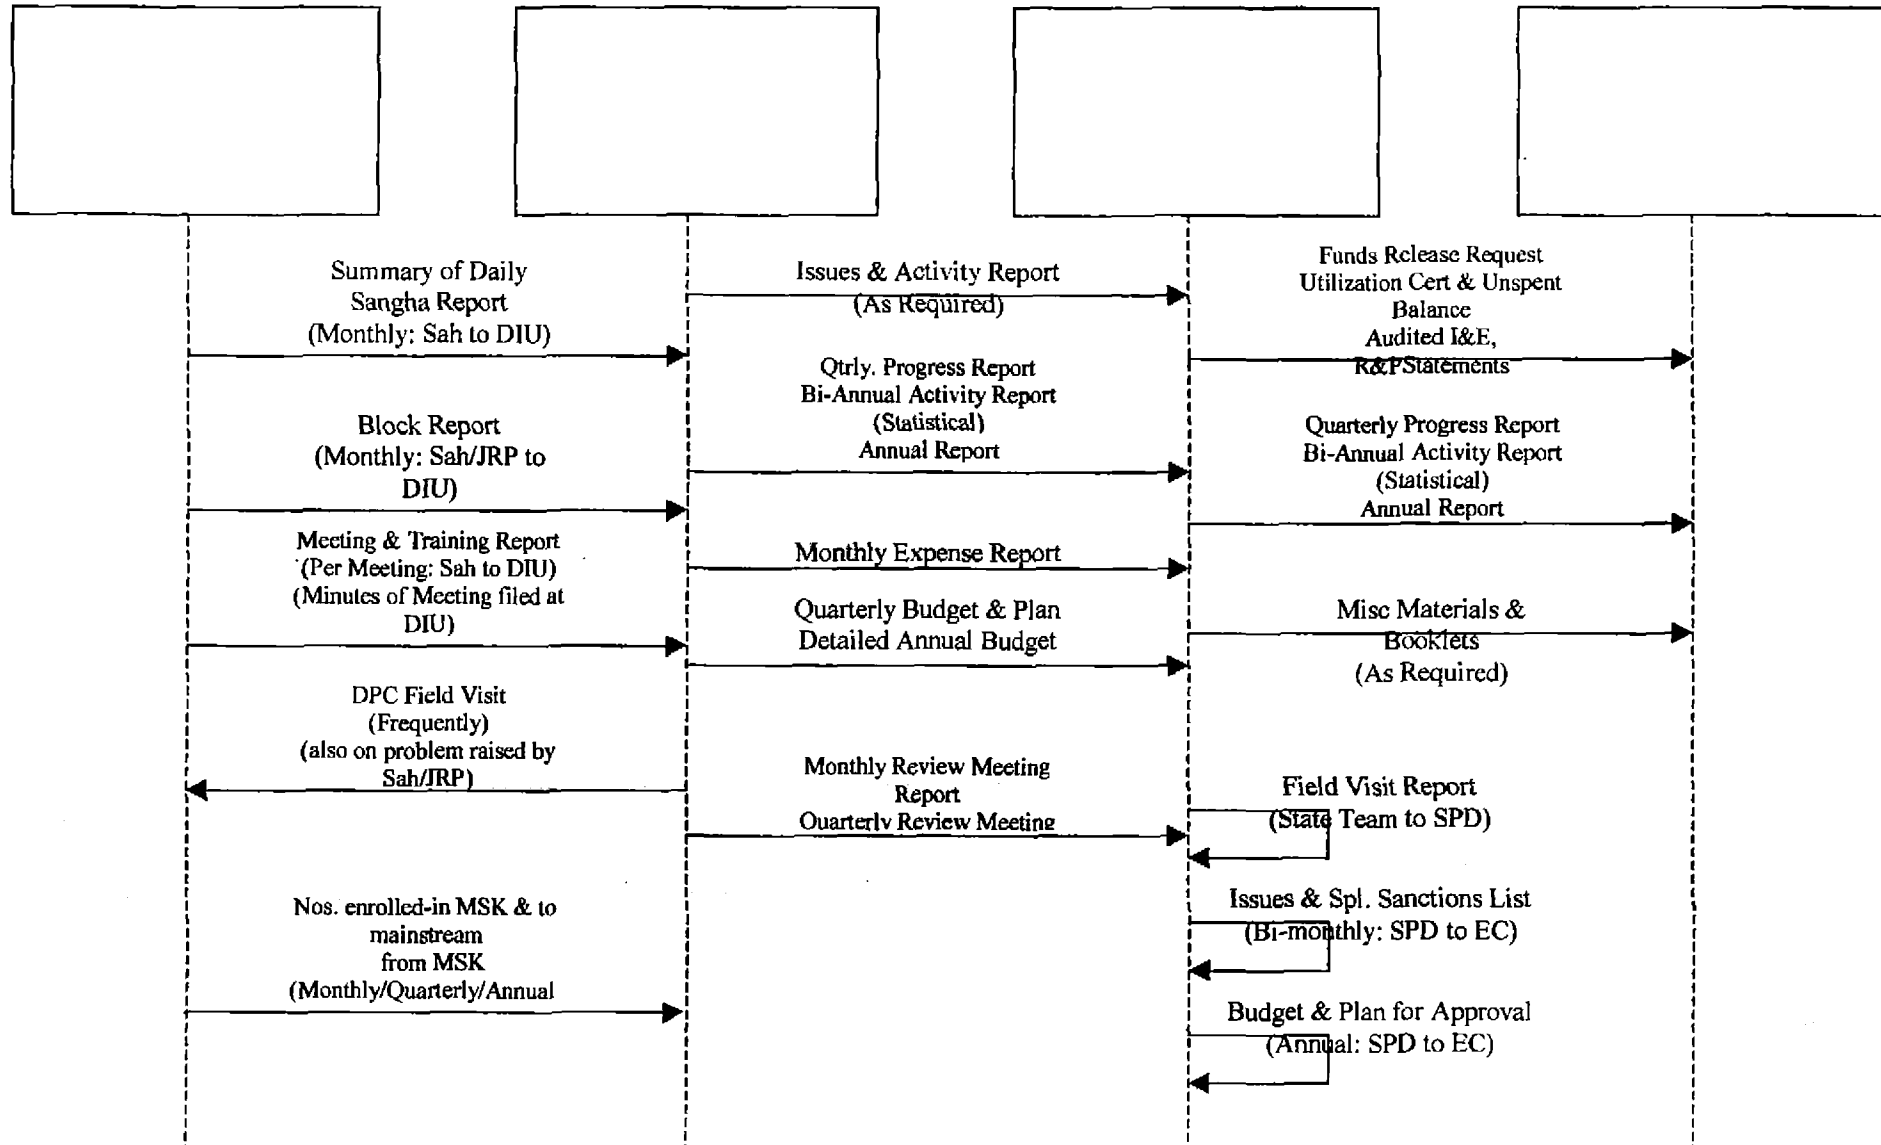 Summary of Daily
Sangha Report
(Monthly: Sah to DIU)
Block Report
(Monthly: Sah/JRP to
DIU)
Meeting & Training Report
(Per Meeting: Sah to DIU)
(Minutes of Meeting filed at
DIU)
DPC Field Visit
(Frequently)
(also on problem raised by
Sah/JRP)
Nos. enrolled-in MSK & to
mainstream
from MSK
(Monthly/Quarterly/Annual
Issues & Activity Report
(As Required)
Qtrly. Progress Report
Bi-Annual Activity Report
(Statistical)
Annual Report
Monthly Expense Report
Quarterly Budget & Plan
Detailed Annual Budget
Monthly Review Meeting
Report
Quarterly Review Meeting
Funds Release Request
Utilization Cert & Unspent
Balance
Audited I&E,
R&PStatements
Quarterly Progress Report
Bi-Annual Activity Report
(Statistical)
Annual Report
Misc Materials &
Booklets
(As Required)
Field Visit Report
(State Team to SPD)
Issues & Spl. Sanctions List
(Bi-monthly: SPD to EC)
Budget & Plan for Approval
(Annual: SPD to EC)